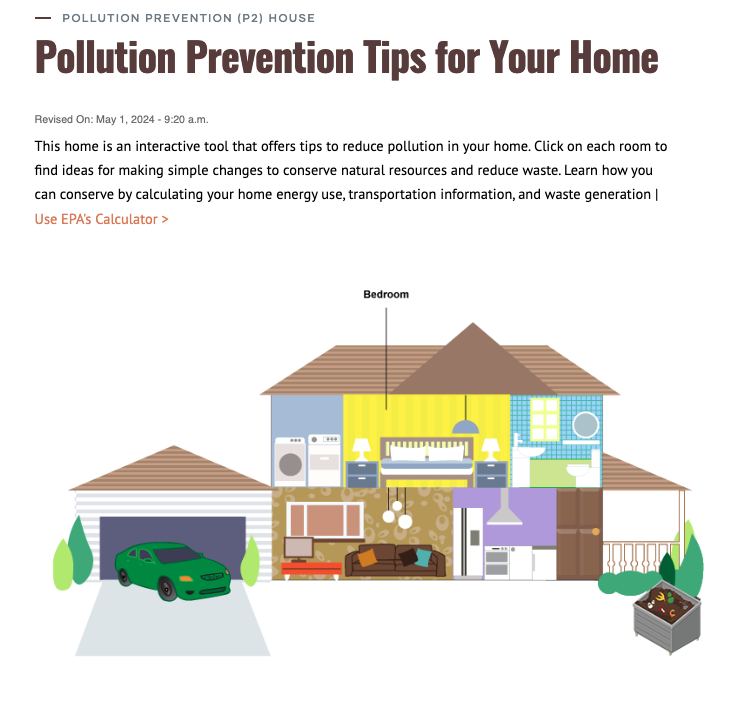 POLLUTION PREVENTION (P2) HOUSE
Pollution Prevention Tips for Your Home
Revised On: May 1, 2024 - 9:20 a.m.
This home is an interactive tool that offers tips to reduce pollution in your home. Click on each room to
find ideas for making simple changes to conserve natural resources and reduce waste. Learn how you
can conserve by calculating your home energy use, transportation information, and waste generation |
Use EPA's Calculator >
Bedroom